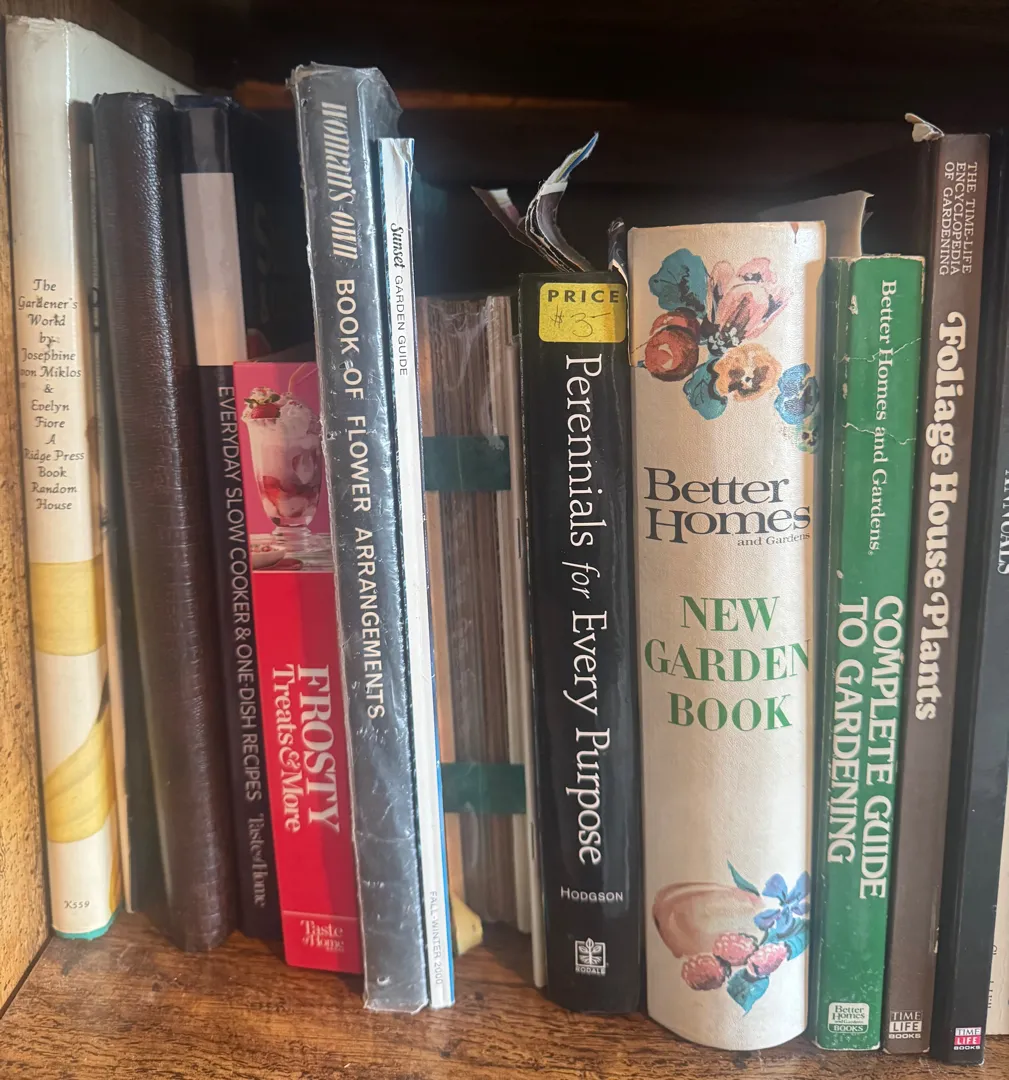 The
Gardener's
World
by
Josephine
von Miklos
&
Evelyn
Fiore
A
Ridge Press
Book
Random
House
K559
EVERYDAY SLOW COOKER & ONE-DISH RECIPES
Taste of Home
FROSTY
Treats & More
Taste
of Home
Woman's Own BOOK OF FLOWER ARRANGEMENTS
Sunset GARDEN GUIDE
FALL-WINTER 2000
PRICE
#3-
Perennials for Every Purpose
HODGSON
RODALE
Better
Homes
and Gardens
NEW
GARDEN
BOOK
Better Homes and Gardens®
COMPLETE GUIDE
TO GARDENING
Better
Homes
and Gardens
BOOKS
THE TIME-LIFE
ENCYCLOPEDIA
OF GARDENING
Foliage House Plants
TIME
LIFE
BOOKS
TIME
LIFE
BOOKS